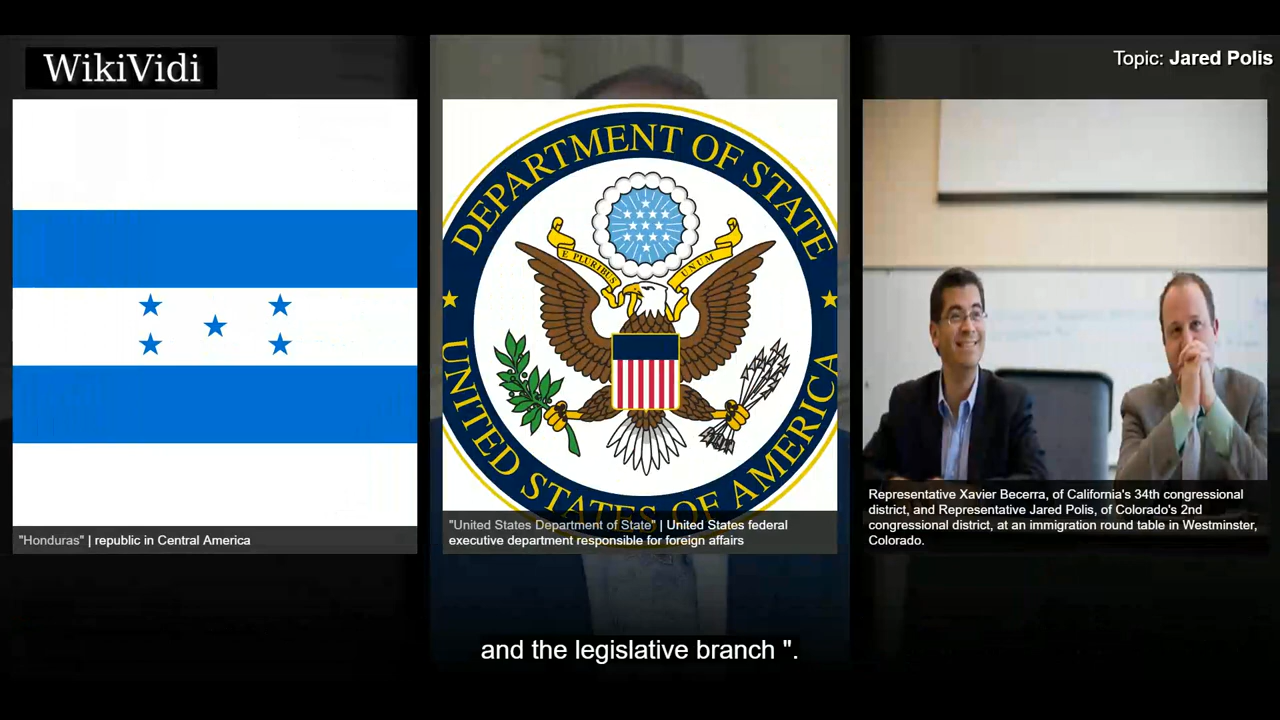 WikiVidi
Topic: Jared Polis
DEPARTMENT OF STATE
E PLURIBUS
UNUM
UNITED STATES OF AMERICA
"Honduras" | republic in Central America
"United States Department of State" | United States federal
executive department responsible for foreign affairs
Representative Xavier Becerra, of California's 34th congressional
district, and Representative Jared Polis, of Colorado's 2nd
congressional district, at an immigration round table in Westminster,
Colorado.
and the legislative branch ".